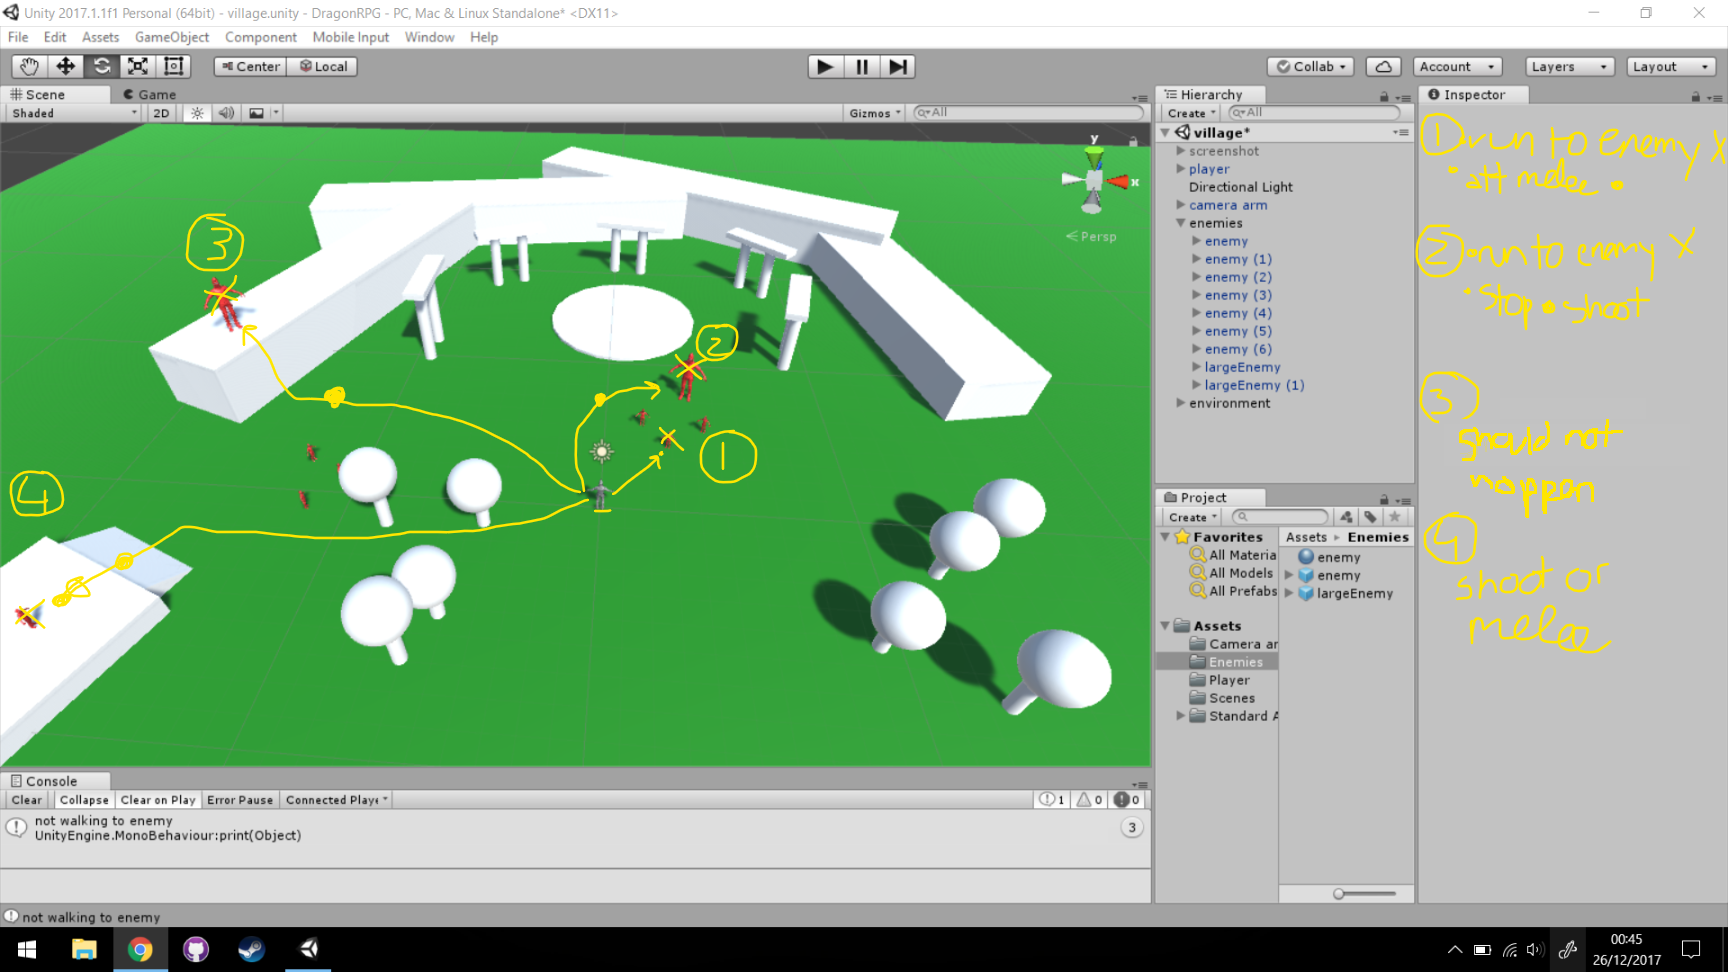 Unity 2017.1.1f1 Personal (64bit) - village.unity - DragonRPG - PC, Mac & Linux Standalone* <DX11>
File Edit Assets GameObject Component Mobile Input Window Help
Center Local
Collab Account Layers Layout
Scene Game
Shaded 2D Gizmos All
y
x
Persp
3
2
1
4
Hierarchy
Create All
village*
screenshot
player
Directional Light
camera arm
enemies
enemy
enemy (1)
enemy (2)
enemy (3)
enemy (4)
enemy (5)
enemy (6)
largeEnemy
largeEnemy (1)
environment
Project
Create
Favorites
All Materia
All Models
All Prefabs
Assets
Camera ar
Enemies
Player
Scenes
Standard A
Assets Enemies
enemy
enemy
largeEnemy
Inspector
1 run to enemy X
• att melee •
2 • run to enemy X
• Stop • shoot
3
should not
happen
4
shoot or
melee
Console
Clear Collapse Clear on Play Error Pause Connected Playe 1 0 0
not walking to enemy
UnityEngine.MonoBehaviour:print(Object)
3
not walking to enemy
00:45
26/12/2017